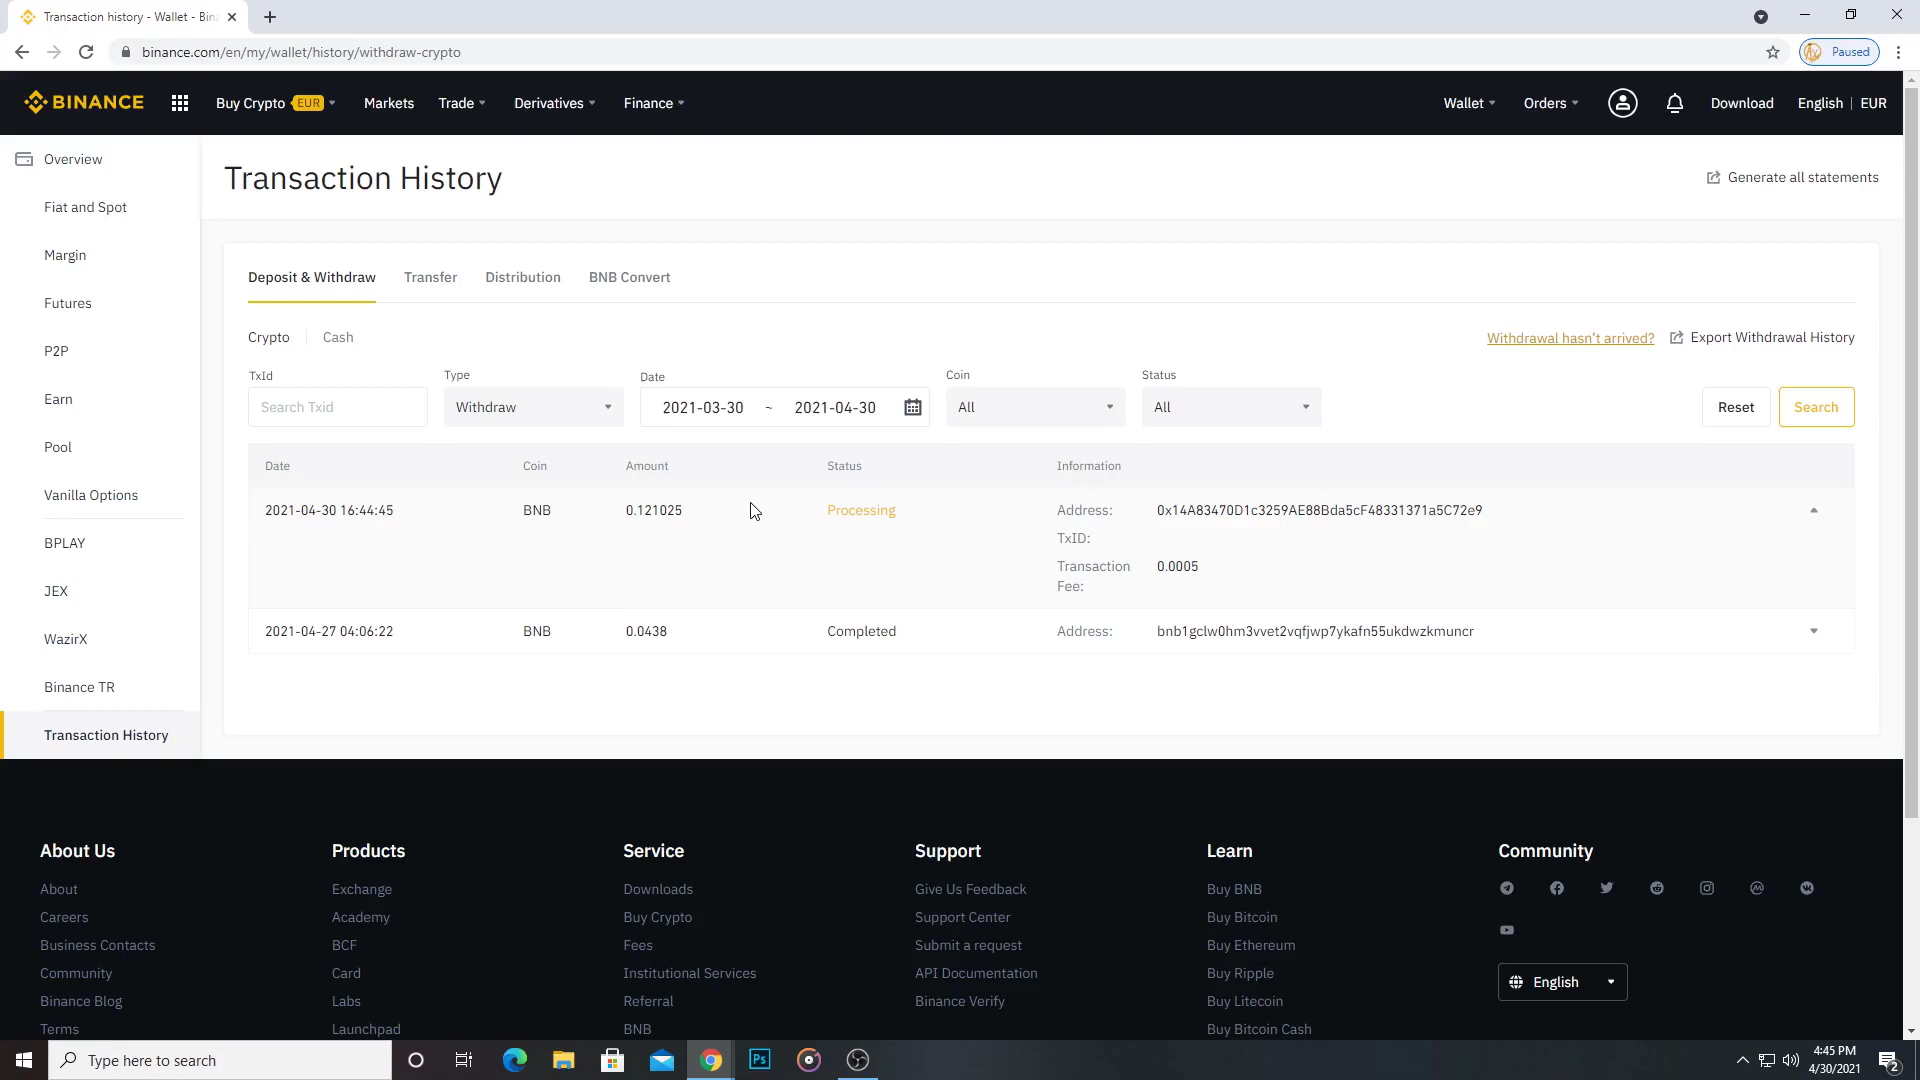 Transaction history - Wallet - Bin
binance.com/en/my/wallet/history/withdraw-crypto
Paused
BINANCE
Buy Crypto EUR
Markets
Trade
Derivatives
Finance
Wallet
Orders
Download
English | EUR
Overview
Fiat and Spot
Margin
Futures
P2P
Earn
Pool
Vanilla Options
BPLAY
JEX
WazirX
Binance TR
Transaction History
Transaction History
Generate all statements
Deposit & Withdraw
Transfer
Distribution
BNB Convert
Crypto
Cash
Withdrawal hasn't arrived?
Export Withdrawal History
TxId
Type
Date
Coin
Status
Search Txid
Withdraw
2021-03-30 ~ 2021-04-30
All
All
Reset
Search
Date Coin Amount Status Information
2021-04-30 16:44:45 BNB 0.121025 Processing Address: 0x14A83470D1c3259AE88Bda5cF48331371a5C72e9
TxID:
Transaction Fee: 0.0005
2021-04-27 04:06:22 BNB 0.0438 Completed Address: bnb1gclw0hm3vvet2vqfjwp7ykafn55ukdwzkmuncr
About Us
About
Careers
Business Contacts
Community
Binance Blog
Terms
Products
Exchange
Academy
BCF
Card
Labs
Launchpad
Service
Downloads
Buy Crypto
Fees
Institutional Services
Referral
BNB
Support
Give Us Feedback
Support Center
Submit a request
API Documentation
Binance Verify
Learn
Buy BNB
Buy Bitcoin
Buy Ethereum
Buy Ripple
Buy Litecoin
Buy Bitcoin Cash
Community
English
Type here to search
Ps
4:45 PM
4/30/2021
2